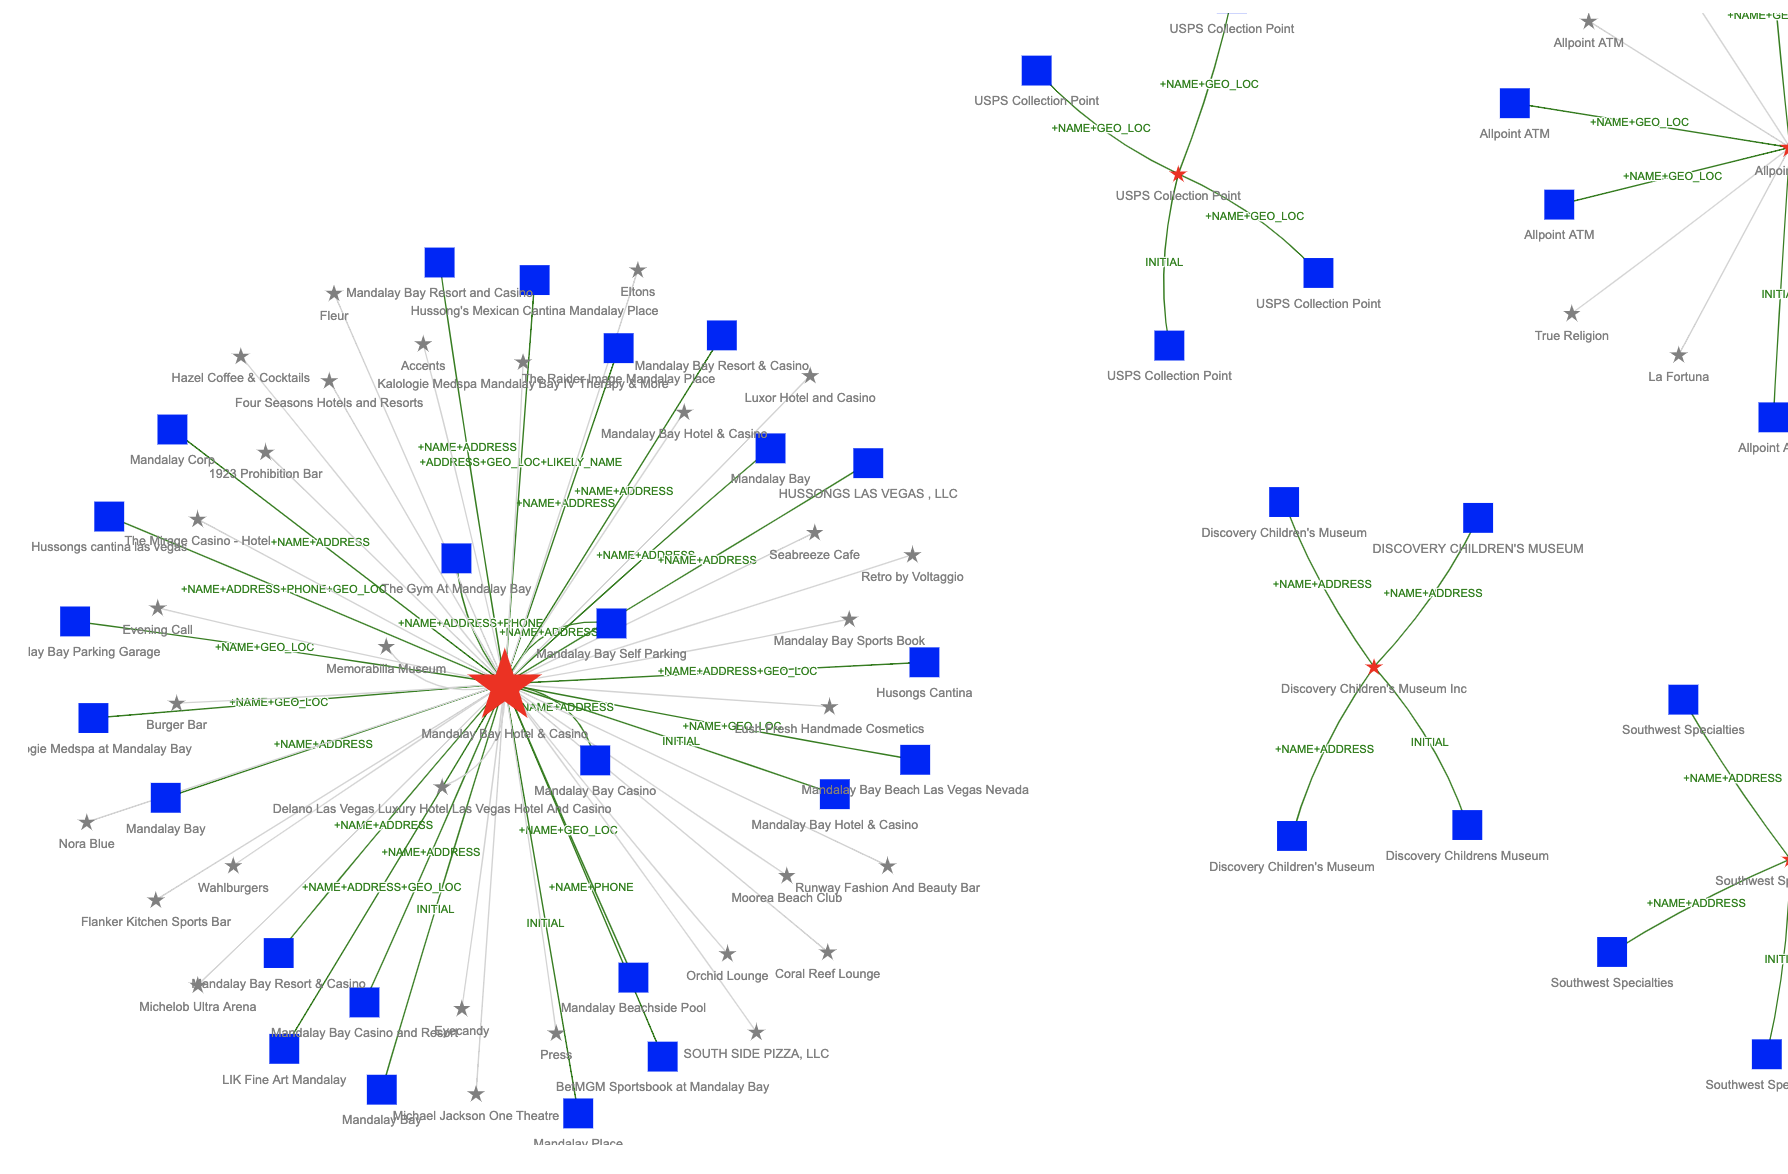 USPS Collection Point
+NAME+GEO_LOC
USPS Collection Point
+NAME+GEO_LOC
USPS Collection Point
+NAME+GEO_LOC
INITIAL
USPS Collection Point
USPS Collection Point
+NAME+GE
Allpoint ATM
Allpoint ATM
+NAME+GEO_LOC
Allpoi
+NAME+GEO_LOC
Allpoint ATM
INITIA
True Religion
La Fortuna
Allpoint A
Mandalay Bay Resort and Casino
Hussong's Mexican Cantina Mandalay Place
Eltons
Fleur
Accents
Mandalay Bay Resort & Casino
Hazel Coffee & Cocktails
Kalologie Medspa Mandalay Bay IV Therapy & More
The Raider Image Mandalay Place
Four Seasons Hotels and Resorts
Luxor Hotel and Casino
Mandalay Bay Hotel & Casino
Mandalay Corp
1923 Prohibition Bar
+NAME+ADDRESS
+ADDRESS+GEO_LOC+LIKELY_NAME
Mandalay Bay
HUSSONGS LAS VEGAS , LLC
+NAME+ADDRESS
+NAME+ADDRESS
Hussongs cantina las vegas
The Mirage Casino - Hotel
+NAME+ADDRESS
+NAME+ADDRESS
+NAME+ADDRESS
Seabreeze Cafe
Retro by Voltaggio
+NAME+ADDRESS+PHONE+GEO_LOC
The Gym At Mandalay Bay
Evening Call
+NAME+ADDRESS+PHONE
+NAME+ADDRESS
lay Bay Parking Garage
+NAME+GEO_LOC
Memorabilia Museum
Mandalay Bay Self Parking
Mandalay Bay Sports Book
+NAME+ADDRESS+GEO_LOC
Husongs Cantina
Burger Bar
+NAME+GEO_LOC
+NAME+ADDRESS
+NAME+GEO_LOC
Lush Fresh Handmade Cosmetics
gie Medspa at Mandalay Bay
+NAME+ADDRESS
Mandalay Bay Hotel & Casino
INITIAL
Mandalay Bay Casino
Mandalay Bay Beach Las Vegas Nevada
Delano Las Vegas Luxury Hotel Las Vegas Hotel And Casino
Mandalay Bay
Nora Blue
+NAME+ADDRESS
+NAME+GEO_LOC
Mandalay Bay Hotel & Casino
+NAME+ADDRESS
Wahlburgers
+NAME+ADDRESS+GEO_LOC
+NAME+PHONE
Moorea Beach Club
Runway Fashion And Beauty Bar
Flanker Kitchen Sports Bar
INITIAL
INITIAL
Mandalay Bay Resort & Casino
Orchid Lounge
Coral Reef Lounge
Michelob Ultra Arena
Mandalay Bay Casino and Resort
Eyecandy
Mandalay Beachside Pool
Press
SOUTH SIDE PIZZA, LLC
LIK Fine Art Mandalay
BetMGM Sportsbook at Mandalay Bay
Mandalay Bay
Michael Jackson One Theatre
Mandalay Place
Discovery Children's Museum
DISCOVERY CHILDREN'S MUSEUM
+NAME+ADDRESS
+NAME+ADDRESS
Discovery Children's Museum Inc
+NAME+ADDRESS
INITIAL
Discovery Children's Museum
Discovery Childrens Museum
Southwest Specialties
+NAME+ADDRESS
Southwest Sp
+NAME+ADDRESS
INITI
Southwest Specialties
Southwest Spe